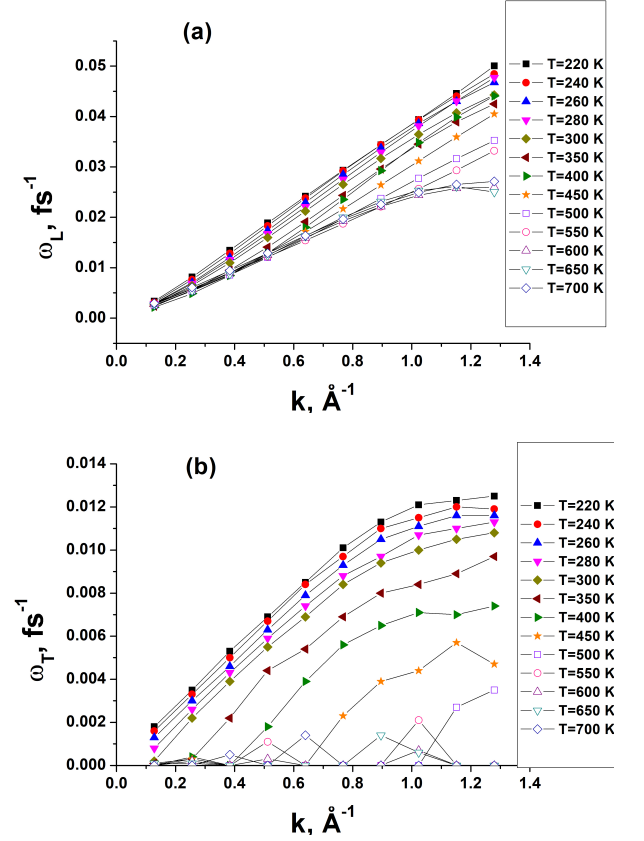 (a)
0.05
0.04
0.03
0.02
0.01
0.00
ω_L, fs⁻¹
0.0 0.2 0.4 0.6 0.8 1.0 1.2 1.4
k, Å⁻¹
T=220 K
T=240 K
T=260 K
T=280 K
T=300 K
T=350 K
T=400 K
T=450 K
T=500 K
T=550 K
T=600 K
T=650 K
T=700 K
(b)
0.014
0.012
0.010
0.008
0.006
0.004
0.002
0.000
ω_T, fs⁻¹
0.0 0.2 0.4 0.6 0.8 1.0 1.2 1.4
k, Å⁻¹
T=220 K
T=240 K
T=260 K
T=280 K
T=300 K
T=350 K
T=400 K
T=450 K
T=500 K
T=550 K
T=600 K
T=650 K
T=700 K